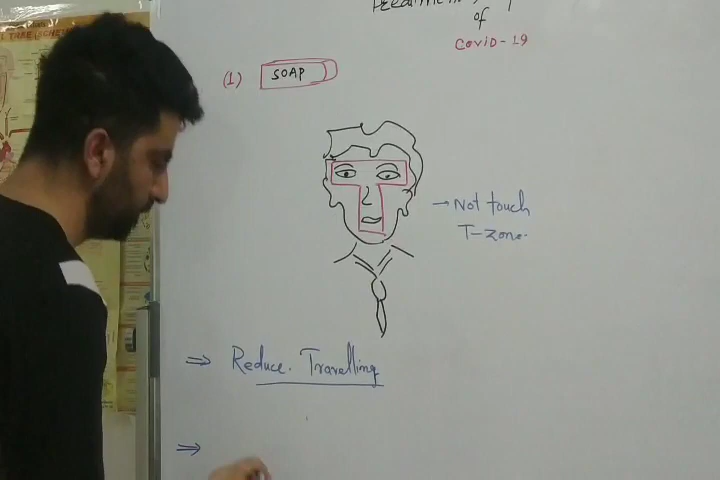 of
Covid-19
(1) SOAP
→ Not touch
T-Zone.
⇒ Reduce. Travelling
⇒